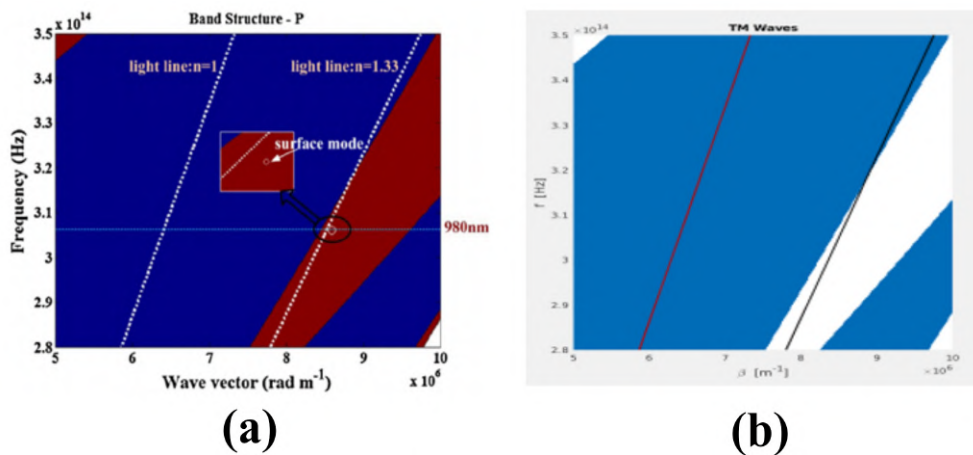 Band Structure - P
x 10^14
3.5
light line:n=1
light line:n=1.33
3.4
3.3
3.2
surface mode
3.1
980nm
3
2.9
2.8
Frequency (Hz)
5
6
7
8
9
10
Wave vector (rad m^-1)
x 10^6
(a)
×10^14
TM Waves
3.5
3.4
3.3
3.2
3.1
3
2.9
2.8
f [Hz]
5
6
7
8
9
10
β [m^-1]
×10^6
(b)